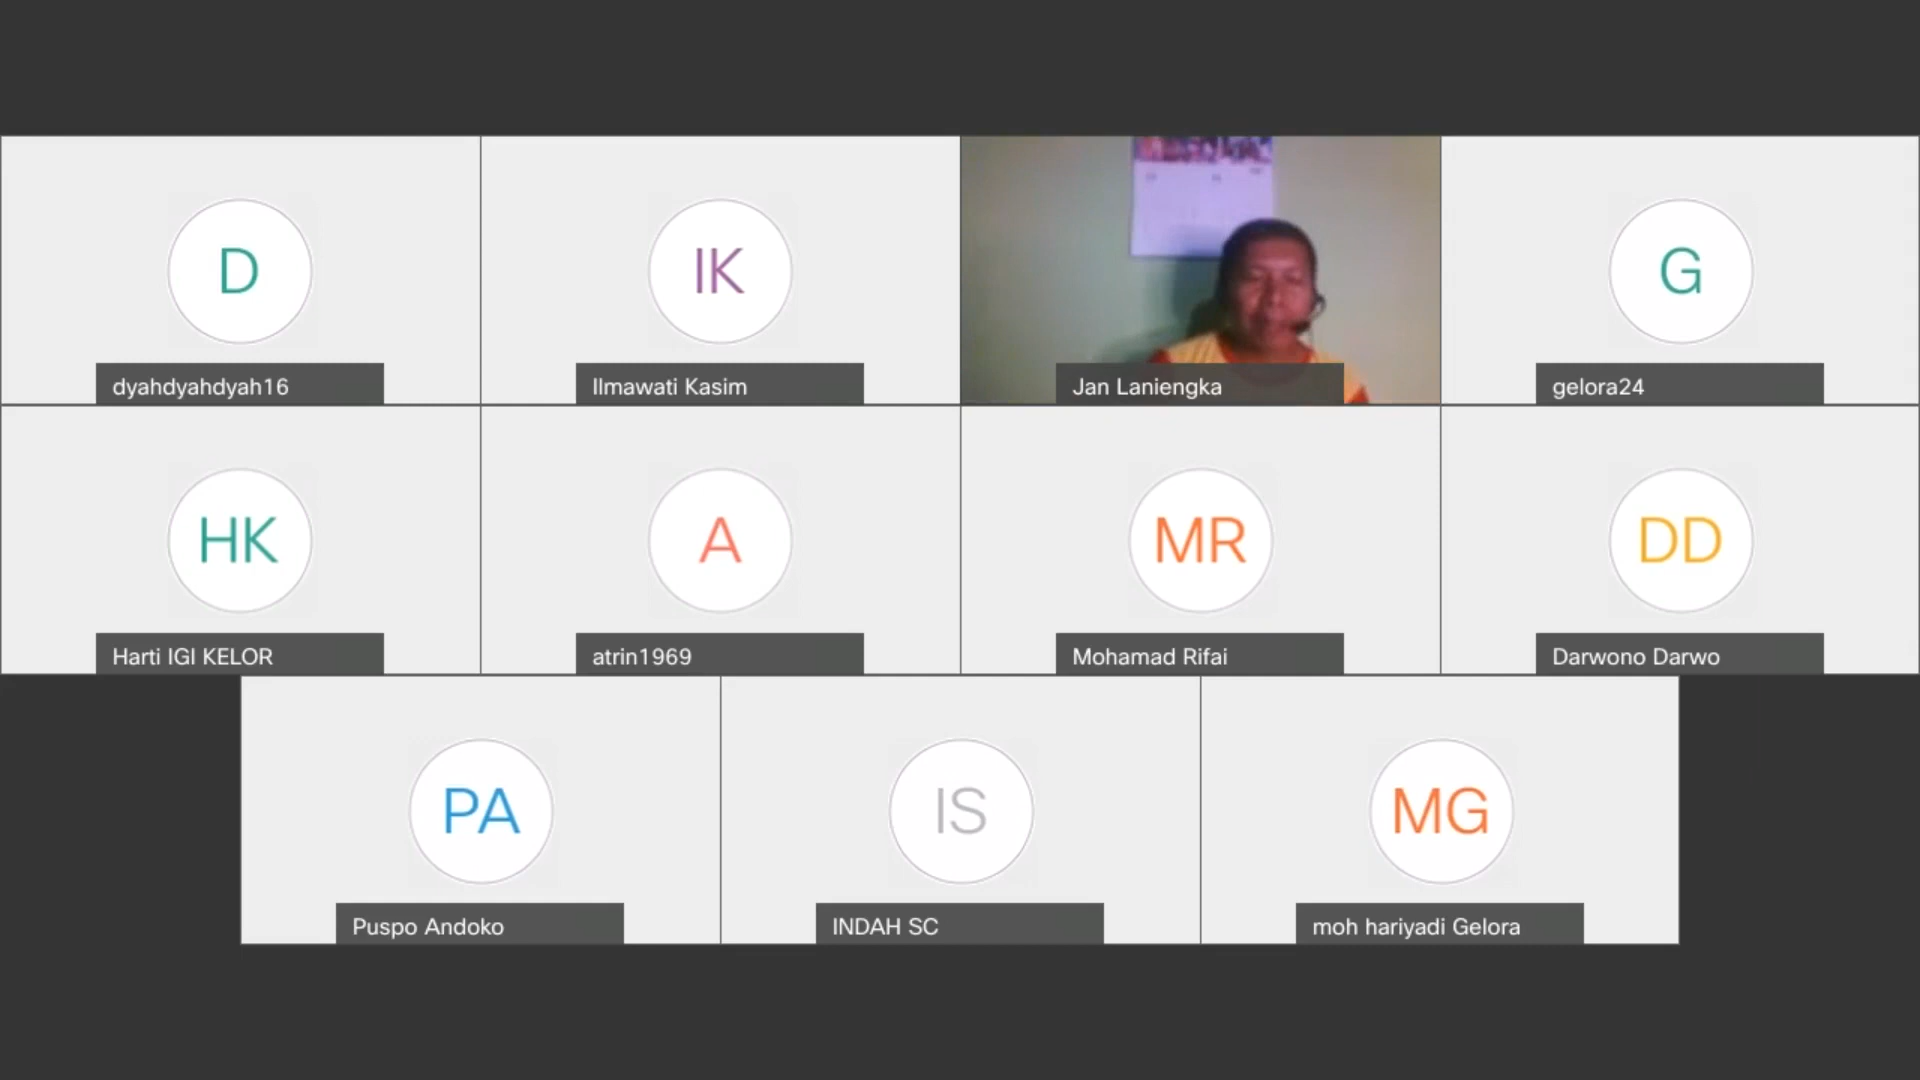 D
dyahdyahdyah16
IK
Ilmawati Kasim
Jan Laniengka
G
gelora24
HK
Harti IGI KELOR
A
atrin1969
MR
Mohamad Rifai
DD
Darwono Darwo
PA
Puspo Andoko
IS
INDAH SC
MG
moh hariyadi Gelora